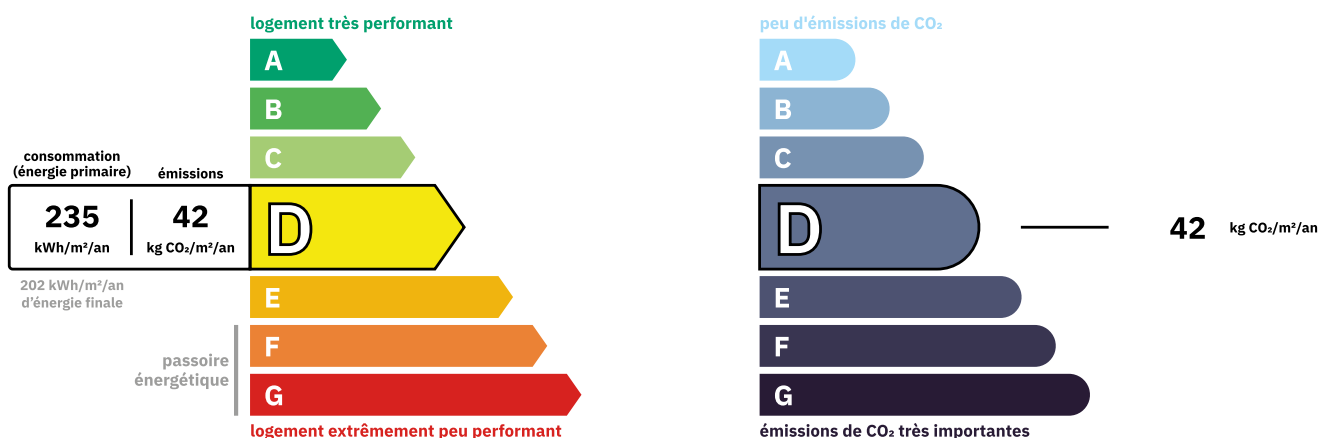 logement très performant
A
B
C
consommation
(énergie primaire)
émissions
235
kWh/m²/an
42
kg CO₂/m²/an
D
202 kWh/m²/an
d'énergie finale
E
passoire
énergétique
F
G
logement extrêmement peu performant
peu d'émissions de CO₂
A
B
C
D
42 kg CO₂/m²/an
E
F
G
émissions de CO₂ très importantes